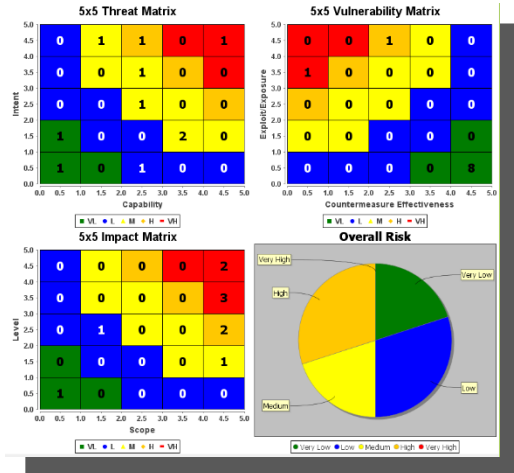 5x5 Threat Matrix
5.0
4.5
0 1 1 0 1
4.0
3.5
0 0 1 0 0
3.0
2.5
0 0 1 0 0
2.0
1.5
1 0 0 2 0
1.0
0.5
1 0 1 0 0
0.0
Intent
0.0 0.5 1.0 1.5 2.0 2.5 3.0 3.5 4.0 4.5 5.0
Capability
VL L M H VH
5x5 Vulnerability Matrix
5.0
4.5
0 0 1 0 0
4.0
3.5
1 0 0 0 0
3.0
2.5
0 0 0 0 0
2.0
1.5
0 0 0 0 0
1.0
0.5
0 0 0 0 8
0.0
Exploit/Exposure
0.0 0.5 1.0 1.5 2.0 2.5 3.0 3.5 4.0 4.5 5.0
Countermeasure Effectiveness
VL L M H VH
5x5 Impact Matrix
5.0
4.5
0 0 0 0 2
4.0
3.5
0 0 0 0 3
3.0
2.5
0 1 0 0 2
2.0
1.5
0 0 0 0 1
1.0
0.5
1 0 0 0 0
0.0
Level
0.0 0.5 1.0 1.5 2.0 2.5 3.0 3.5 4.0 4.5 5.0
Scope
VL L M H VH
Overall Risk
Very High
Very Low
High
Low
Medium
Very Low Low Medium High Very High